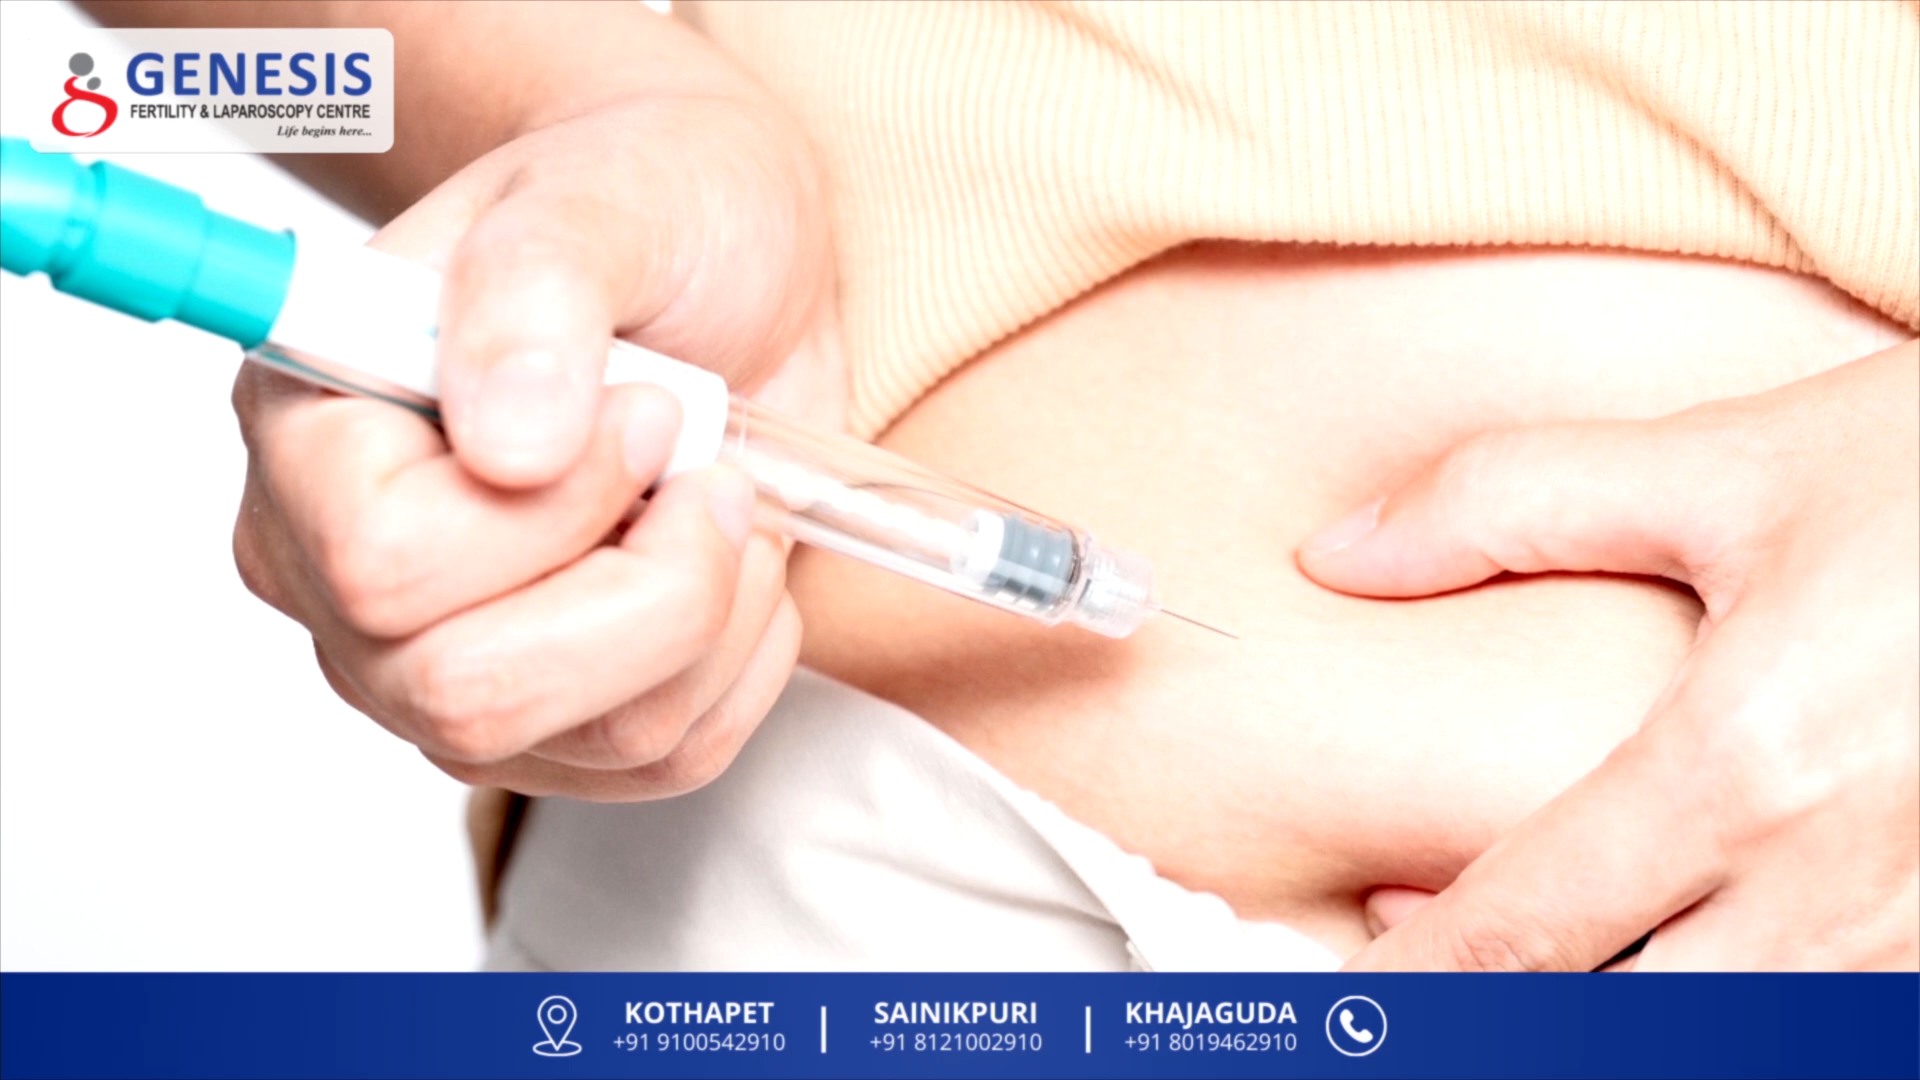 GENESIS
FERTILITY & LAPAROSCOPY CENTRE
Life begins here...
KOTHAPET
+91 9100542910
SAINIKPURI
+91 8121002910
KHAJAGUDA
+91 8019462910